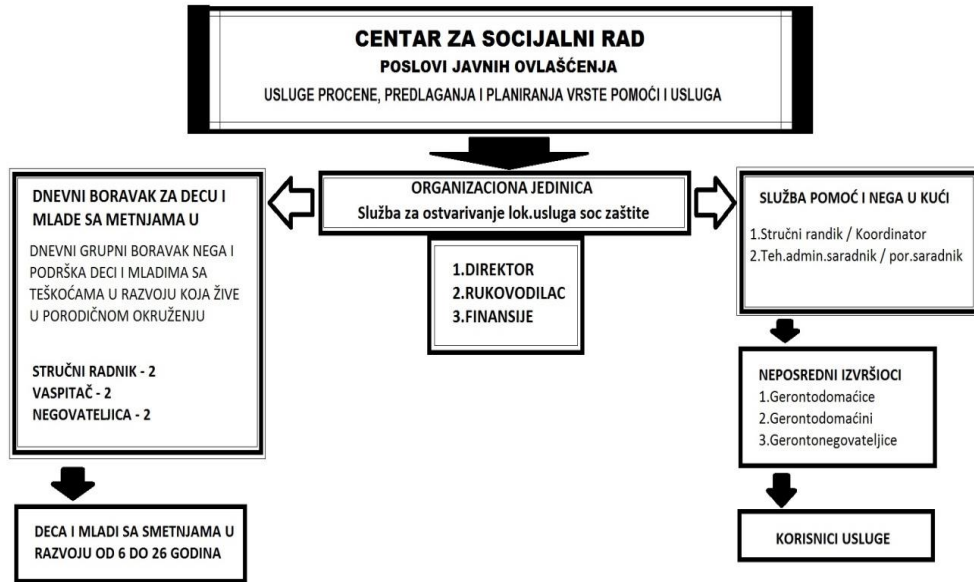 CENTAR ZA SOCIJALNI RAD
POSLOVI JAVNIH OVLAŠĆENJA
USLUGE PROCENE, PREDLAGANJA I PLANIRANJA VRSTE POMOĆI I USLUGA
DNEVNI BORAVAK ZA DECU I
MLADE SA METNJAMA U
DNEVNI GRUPNI BORAVAK NEGA I
PODRŠKA DECI I MLADIMA SA
TEŠKOĆAMA U RAZVOJU KOJA ŽIVE
U PORODIČNOM OKRUŽENJU
STRUČNI RADNIK - 2
VASPITAČ - 2
NEGOVATELJICA - 2
DECA I MLADI SA SMETNJAMA U
RAZVOJU OD 6 DO 26 GODINA
ORGANIZACIONA JEDINICA
Služba za ostvarivanje lok.usluga soc zaštite
1.DIREKTOR
2.RUKOVODILAC
3.FINANSIJE
SLUŽBA POMOĆ I NEGA U KUĆI
1.Stručni randik / Koordinator
2.Teh.admin.saradnik / por.saradnik
NEPOSREDNI IZVRŠIOCI
1.Gerontodomaćice
2.Gerontodomaćini
3.Gerontonegovateljice
KORISNICI USLUGE